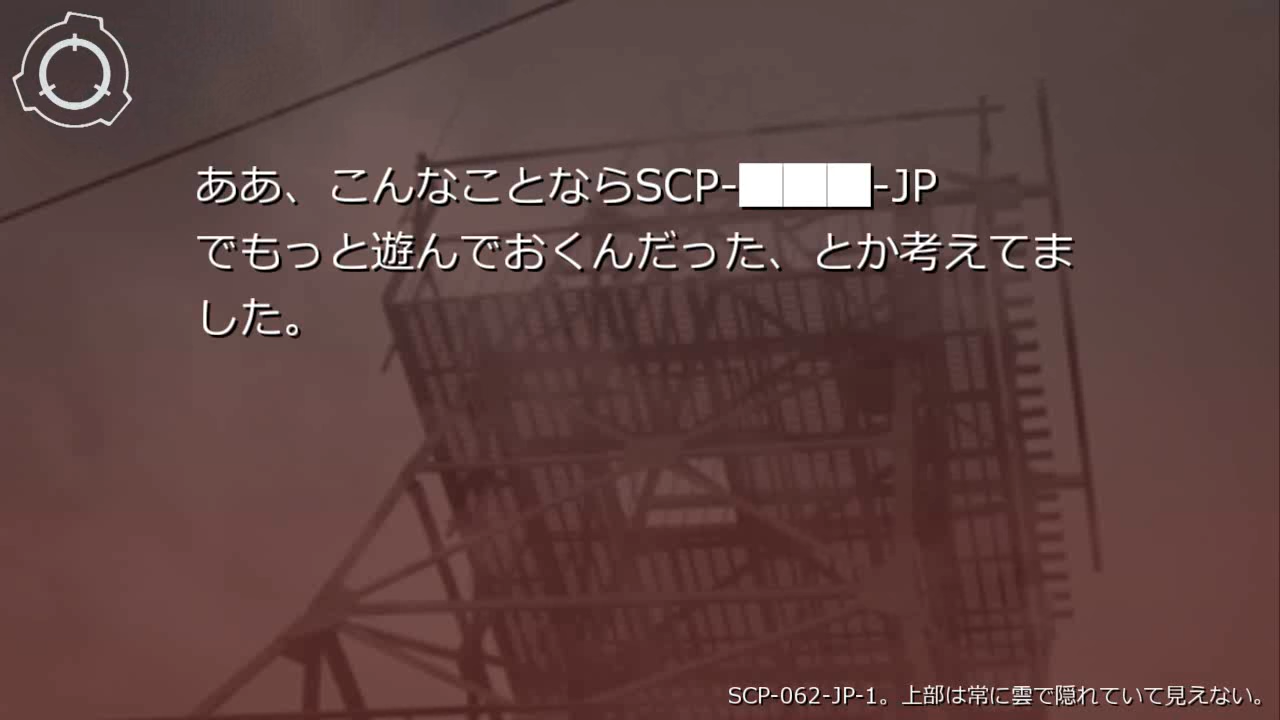 ああ、こんなことならSCP-███-JP
でもっと遊んでおくんだった、とか考えてま
した。
SCP-062-JP-1。上部は常に雲で隠れていて見えない。